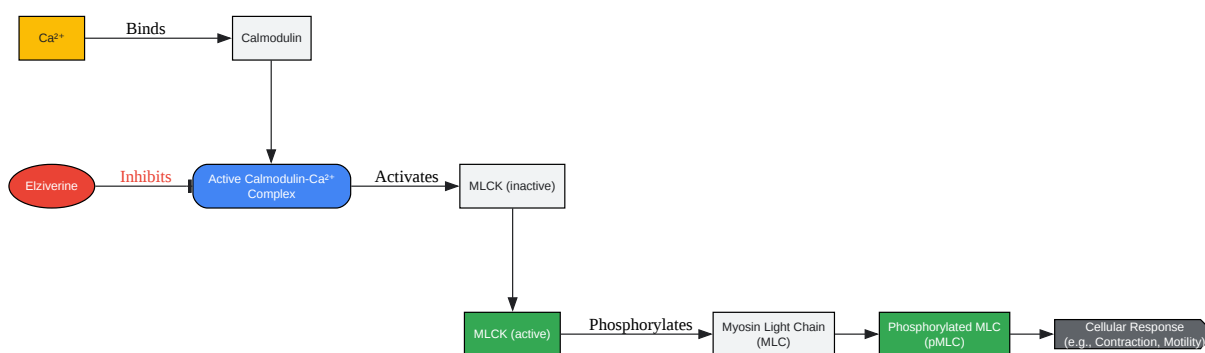 Ca²⁺
Binds
Calmodulin
Elziverine
Inhibits
Active Calmodulin-Ca²⁺
Complex
Activates
MLCK (inactive)
MLCK (active)
Phosphorylates
Myosin Light Chain
(MLC)
Phosphorylated MLC
(pMLC)
Cellular Response
(e.g., Contraction, Motility)